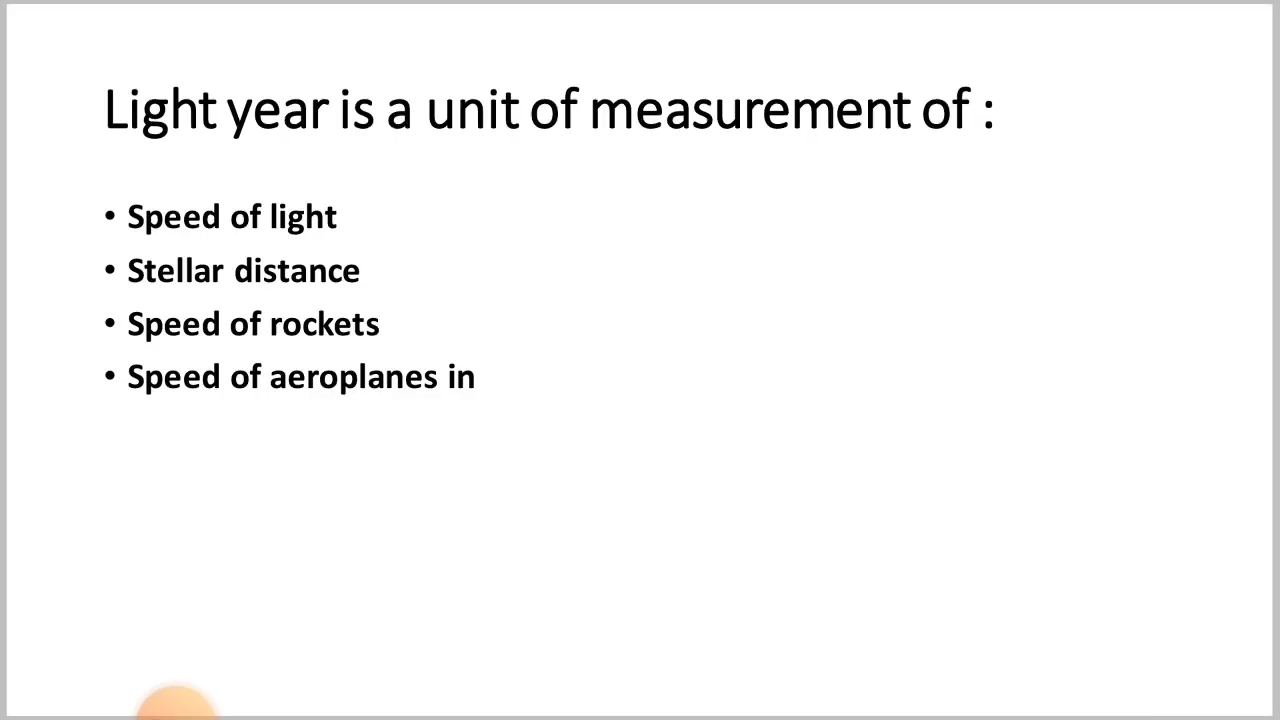 Light year is a unit of measurement of :
• Speed of light
• Stellar distance
• Speed of rockets
• Speed of aeroplanes in